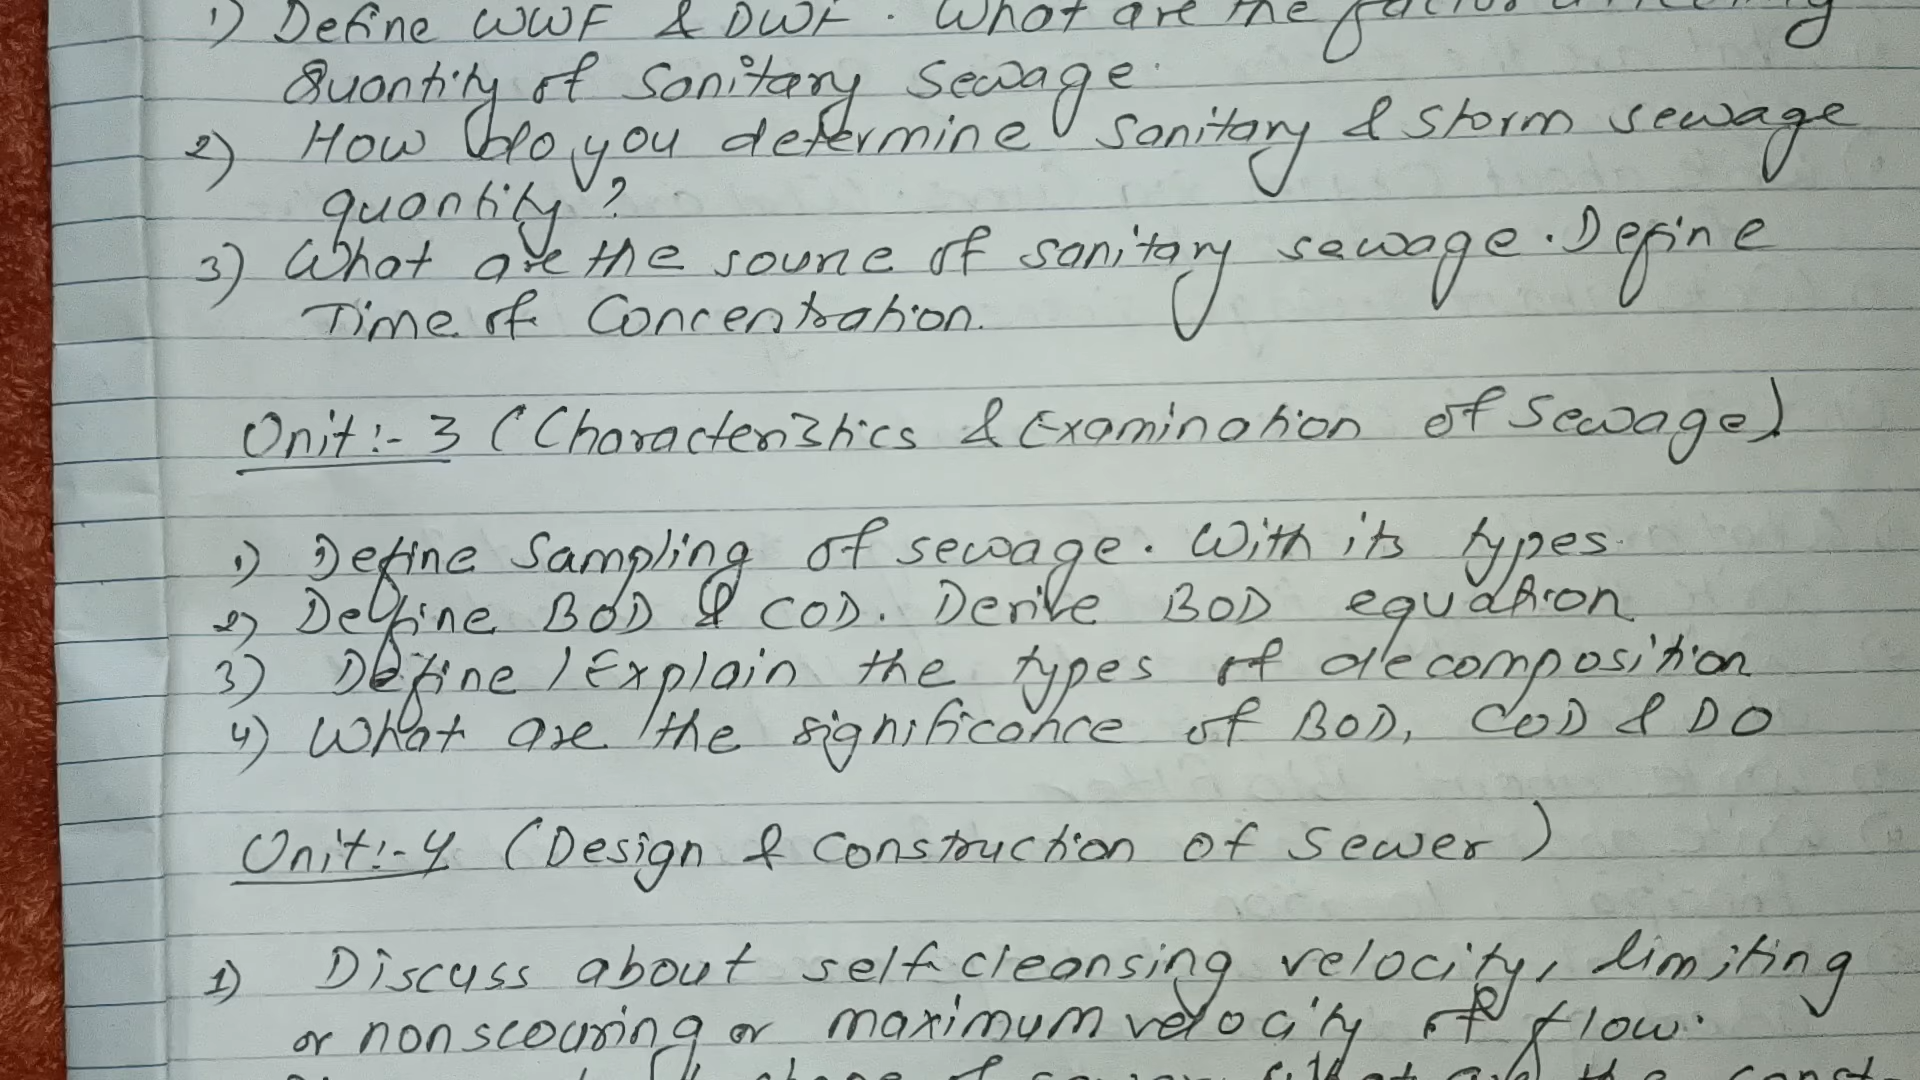 1) Define WWF & DWF. What are the
Quantity of Sanitary Sewage.
2) How do you determine sanitary & storm sewage
quantity?
3) What are the source of sanitary sewage. Define
Time of Concentration.
Unit:- 3 (Characteristics & Examination of Sewage)
1) Define Sampling of sewage. With its types.
2) Define BOD & COD. Derive BOD equation
3) Define / Explain the types of decomposition
4) What are the significance of BOD, COD & DO
Unit:-4 (Design & Construction of Sewer)
1) Discuss about self cleansing velocity, limiting
or nonscouring or maximum velocity of flow.